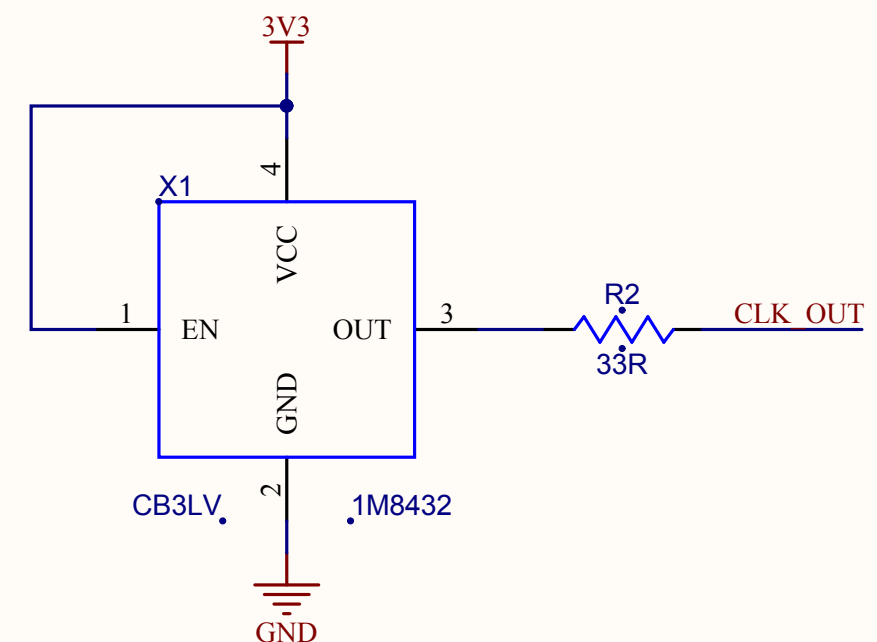 3V3
4
X1
VCC
1
EN
OUT
3
R2
33R
CLK_OUT
GND
2
CB3LV
1M8432
GND